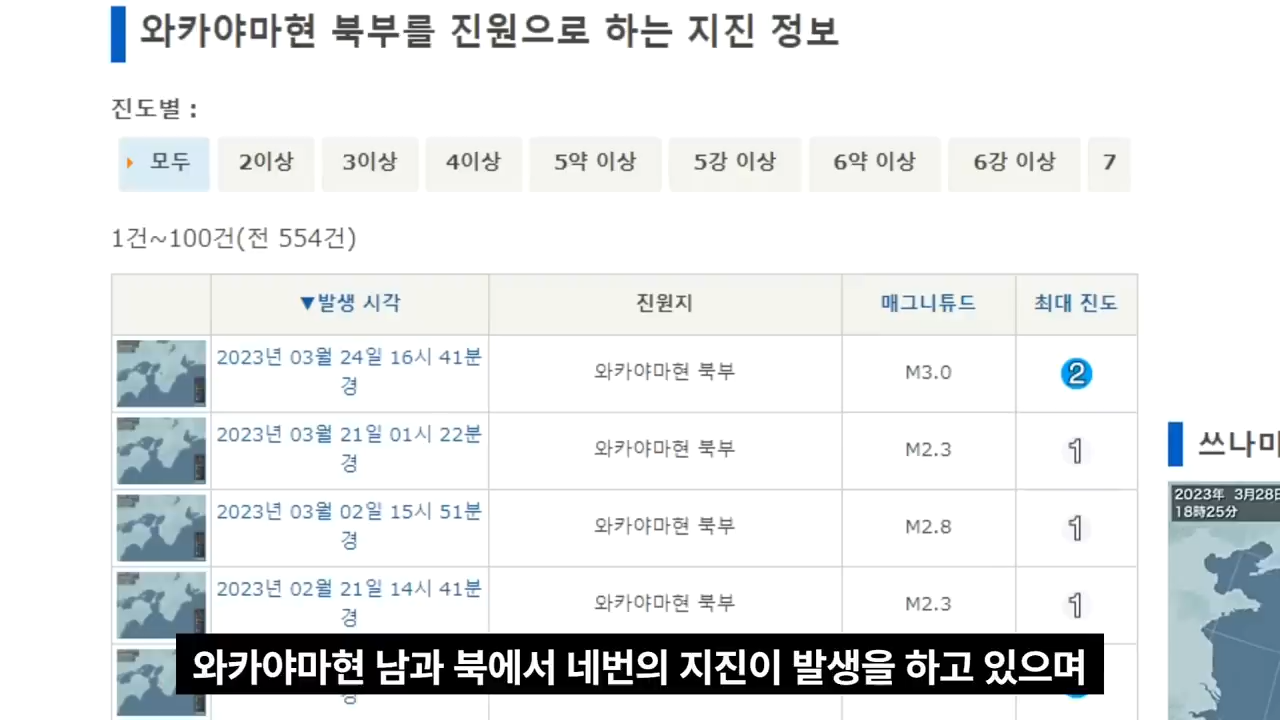 와카야마현 북부를 진원으로 하는 지진 정보
진도별 :
모두 2이상 3이상 4이상 5약 이상 5강 이상 6약 이상 6강 이상 7
1건~100건(전 554건)
▼발생 시각 진원지 매그니튜드 최대 진도
2023년 03월 24일 16시 41분
경
와카야마현 북부 M3.0 2
2023년 03월 21일 01시 22분
경
와카야마현 북부 M2.3 1
2023년 03월 02일 15시 51분
경
와카야마현 북부 M2.8 1
2023년 02월 21일 14시 41분
경
와카야마현 북부 M2.3 1
쓰나미
2023年 3月28日
18時25分
와카야마현 남과 북에서 네번의 지진이 발생을 하고 있으며
경